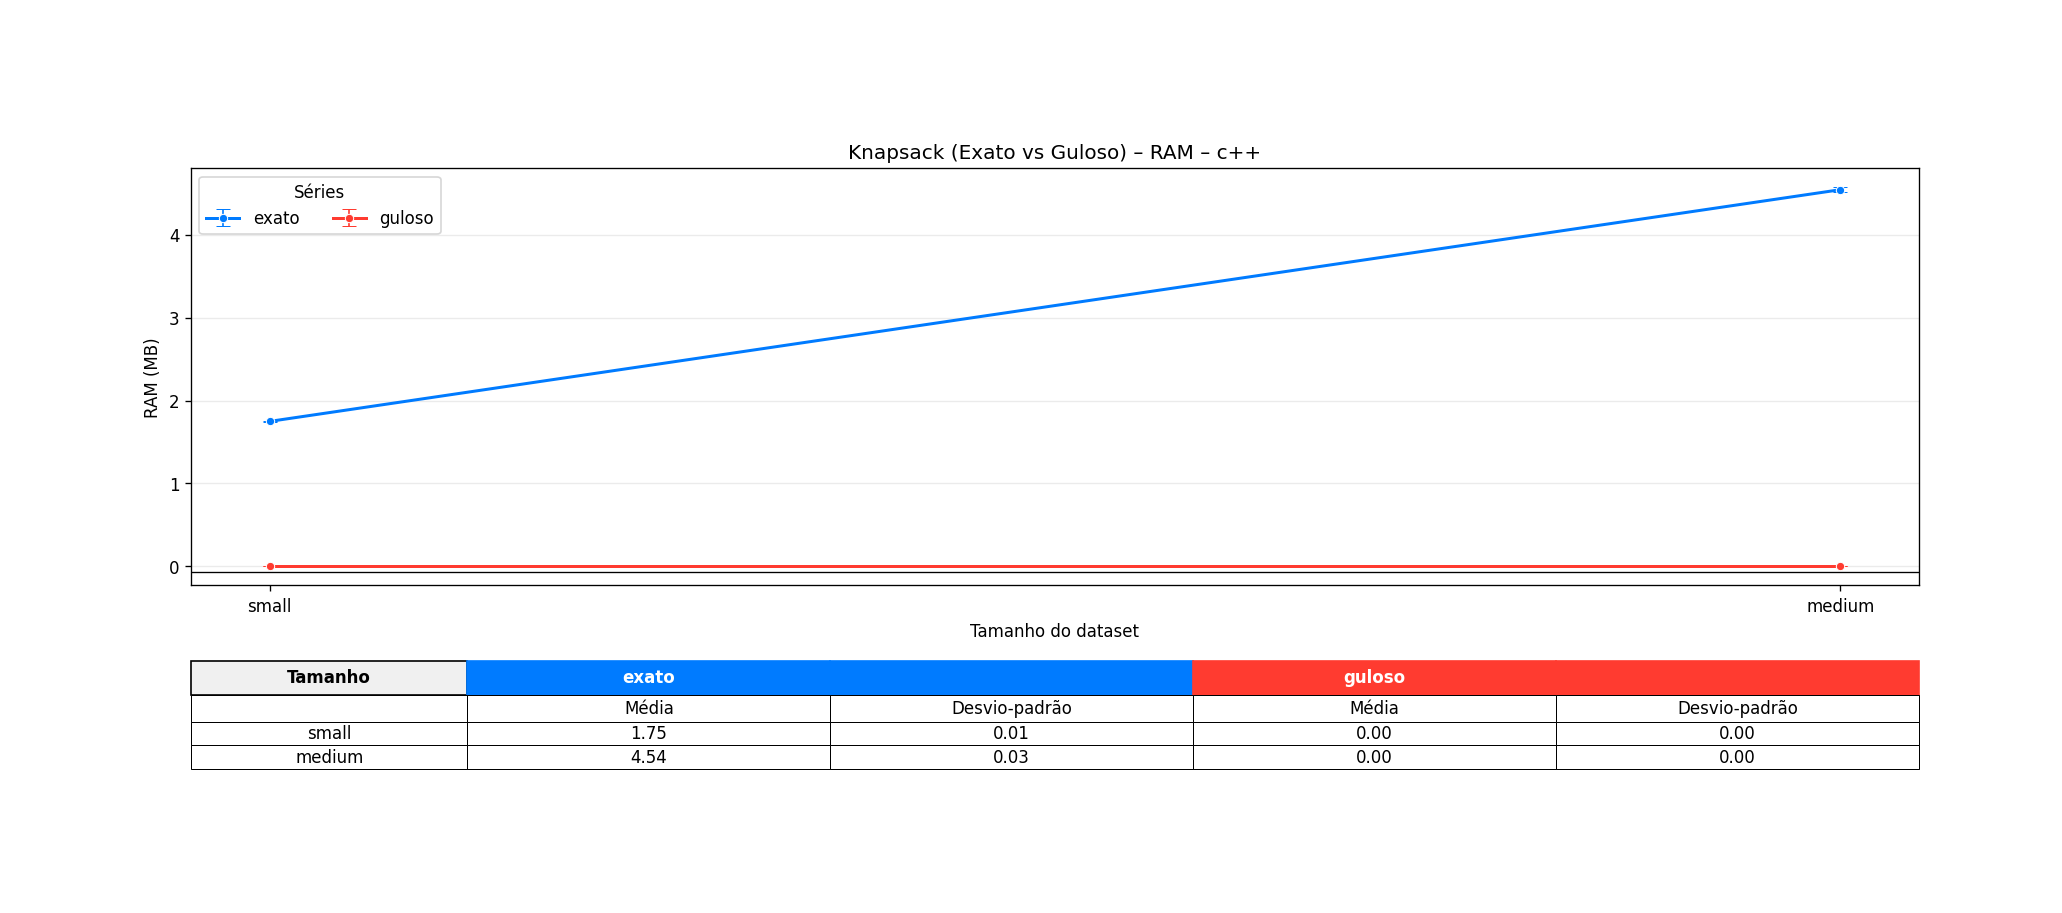 Knapsack (Exato vs Guloso) – RAM – c++
Séries
exato guloso
4
3
2
1
0
RAM (MB)
small medium
Tamanho do dataset
Tamanho exato guloso
Média Desvio-padrão Média Desvio-padrão
small 1.75 0.01 0.00 0.00
medium 4.54 0.03 0.00 0.00